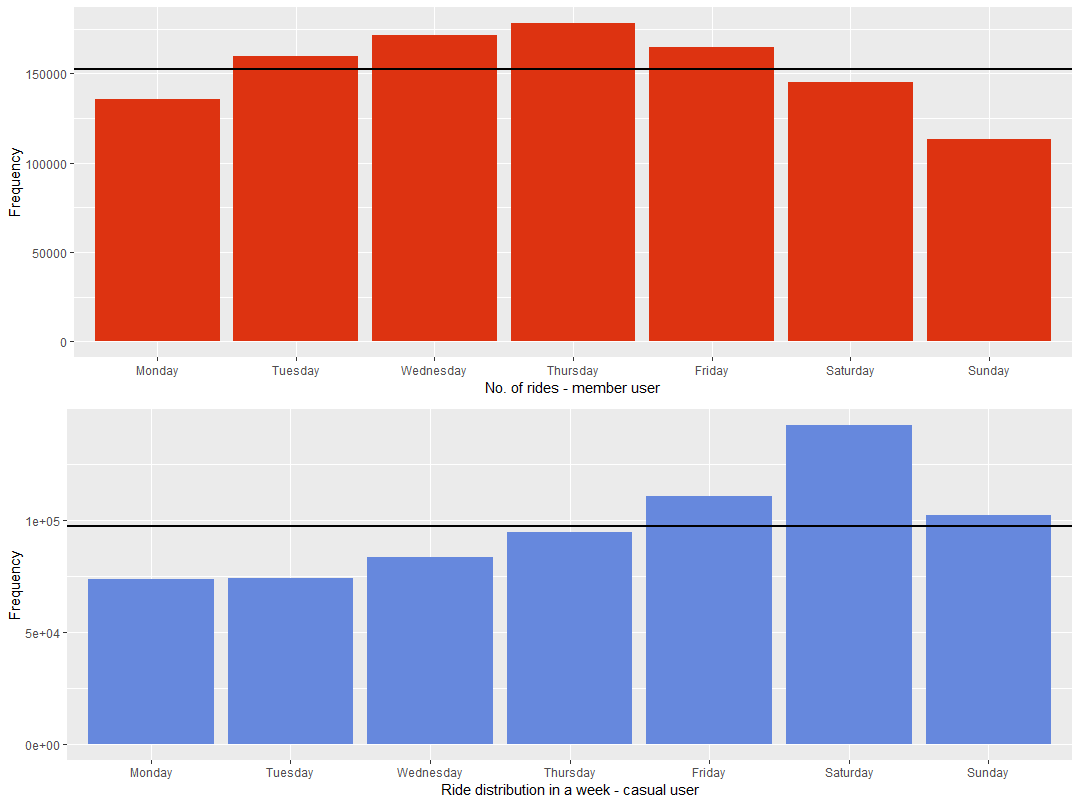 150000
100000
50000
0
Frequency
Monday Tuesday Wednesday Thursday Friday Saturday Sunday
No. of rides - member user
1e+05
5e+04
0e+00
Frequency
Monday Tuesday Wednesday Thursday Friday Saturday Sunday
Ride distribution in a week - casual user